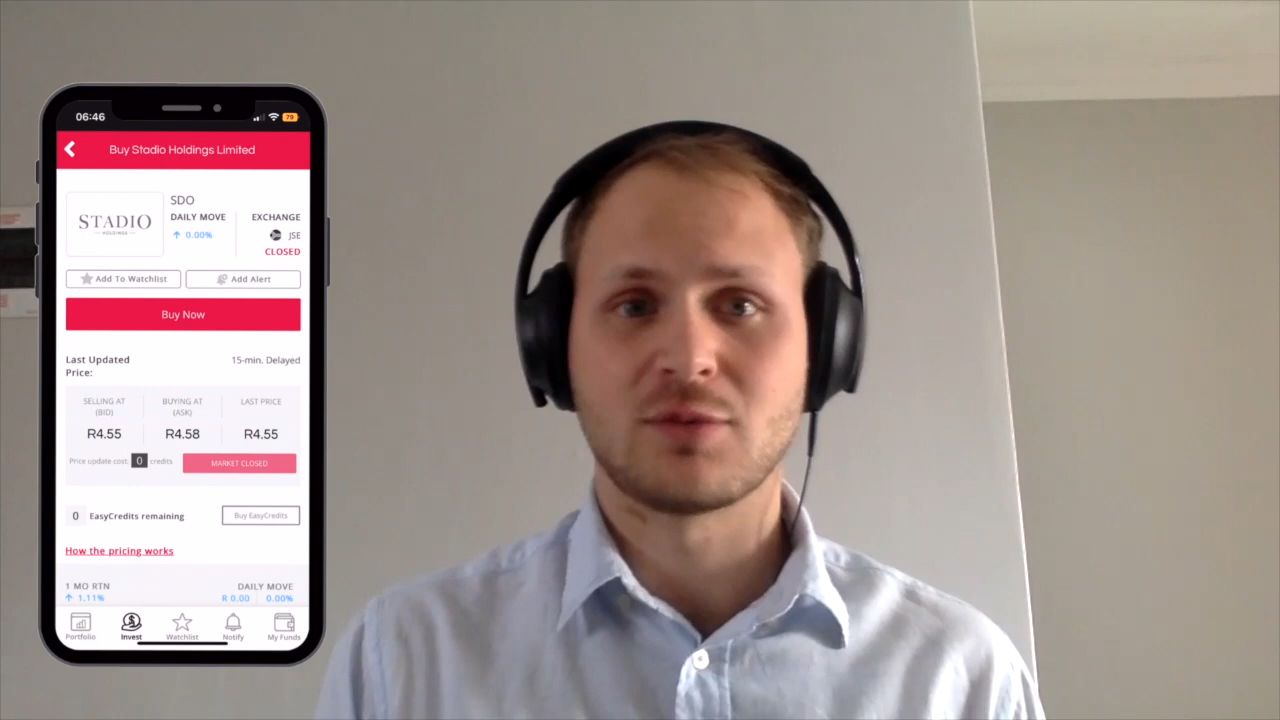 06:46
79
Buy Stadio Holdings Limited
STADIO
HOLDINGS
SDO
DAILY MOVE
0.00%
EXCHANGE
JSE
CLOSED
Add To Watchlist
Add Alert
Buy Now
Last Updated
Price:
15-min. Delayed
SELLING AT
(BID)
R4.55
BUYING AT
(ASK)
R4.58
LAST PRICE
R4.55
Price update cost: 0 credits
MARKET CLOSED
0 EasyCredits remaining
Buy EasyCredits
How the pricing works
1 MO RTN
1.11%
DAILY MOVE
R 0.00 0.00%
Portfolio
Invest
Watchlist
Notify
My Funds